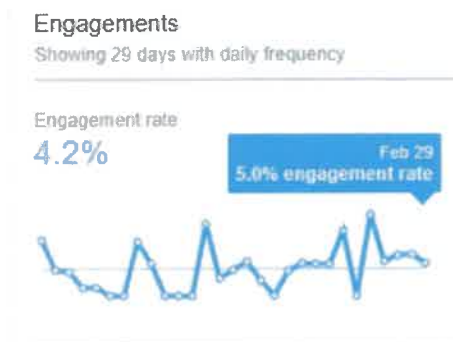 Engagements
Showing 29 days with daily frequency
Engagement rate
4.2%
Feb 29
5.0% engagement rate